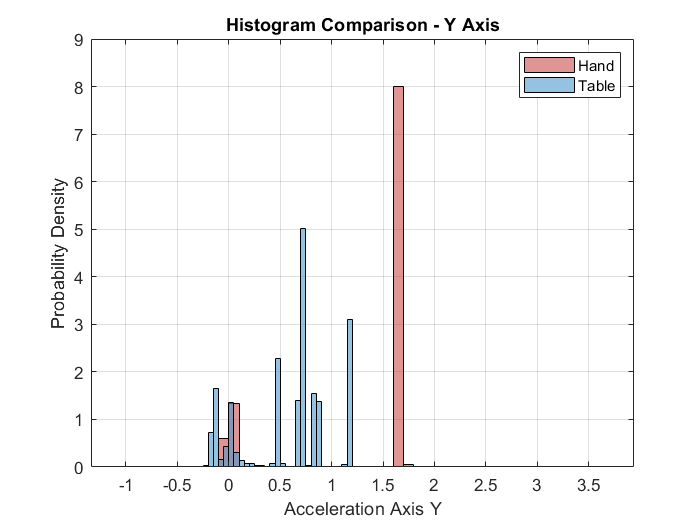 Histogram Comparison - Y Axis
Hand
Table
Probability Density
9
8
7
6
5
4
3
2
1
0
-1 -0.5 0 0.5 1 1.5 2 2.5 3 3.5
Acceleration Axis Y